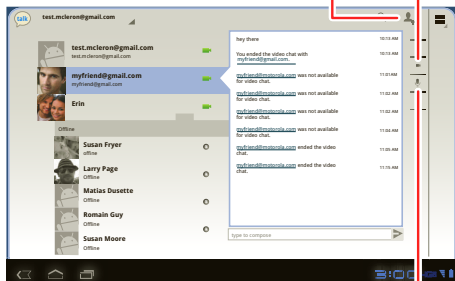 talk
test.mcleron@gmail.com
test.mcleron@gmail.com
test.mcleron@gmail.com
myfriend@gmail.com
myfriend@gmail.com
Erin
Offline
Susan Fryer
offline
Larry Page
Offline
Matias Dusette
Offline
Romain Guy
Offline
Susan Moore
Offline
hey there 10:13 AM
You ended the video chat with 10:13 AM
myfriend@gmail.com.
myfriend@motorola.com was not available 11:01AM
for video chat.
myfriend@motorola.com was not available 11:02 AM
for video chat.
myfriend@motorola.com was not available 11:02 AM
for video chat.
myfriend@motorola.com was not available 11:04 AM
for video chat.
myfriend@motorola.com ended the video 11:05 AM
chat.
myfriend@motorola.com ended the video 11:15 AM
chat.
type to compose